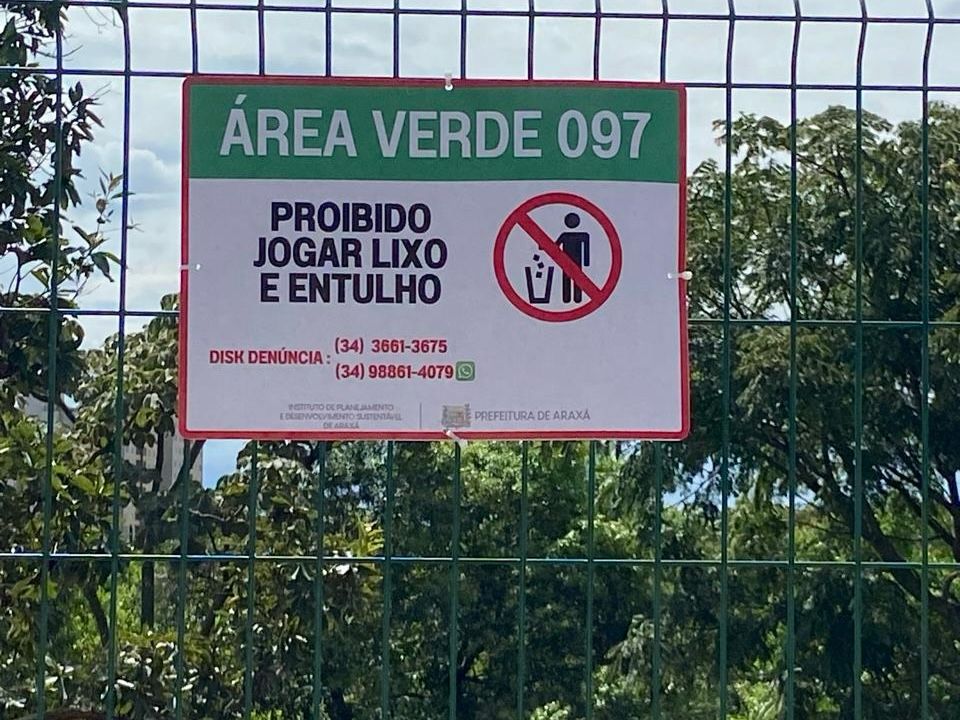 ÁREA VERDE 097
PROIBIDO
JOGAR LIXO
E ENTULHO
DISK DENÚNCIA :
(34) 3661-3675
(34) 98861-4079
INSTITUTO DE PLANEJAMENTO
E DESENVOLVIMENTO SUSTENTÁVEL
DE ARAXÁ
PREFEITURA DE ARAXÁ